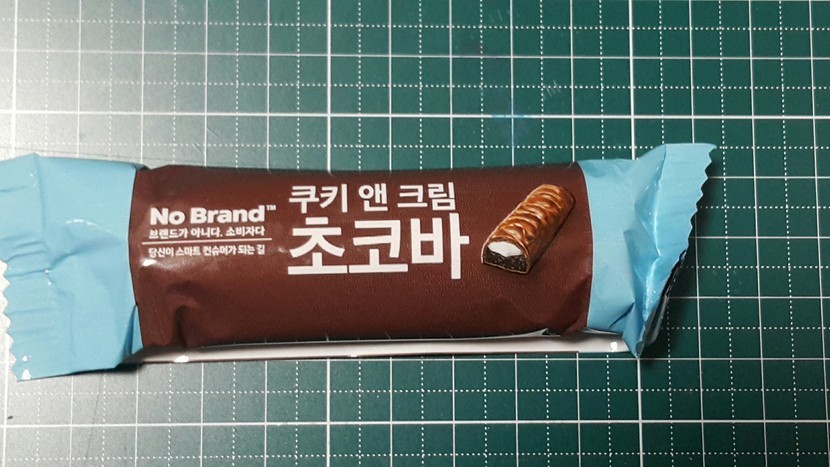 No Brand™
브랜드가 아니다. 소비자다
당신이 스마트 컨슈머가 되는 길
쿠키 앤 크림
초코바